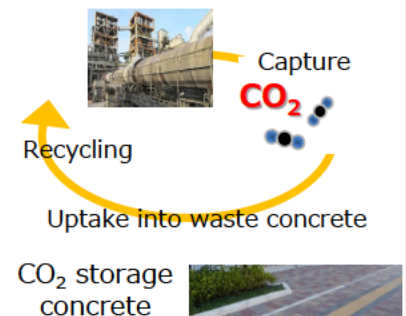 Capture
CO₂
Recycling
Uptake into waste concrete
CO₂ storage
concrete